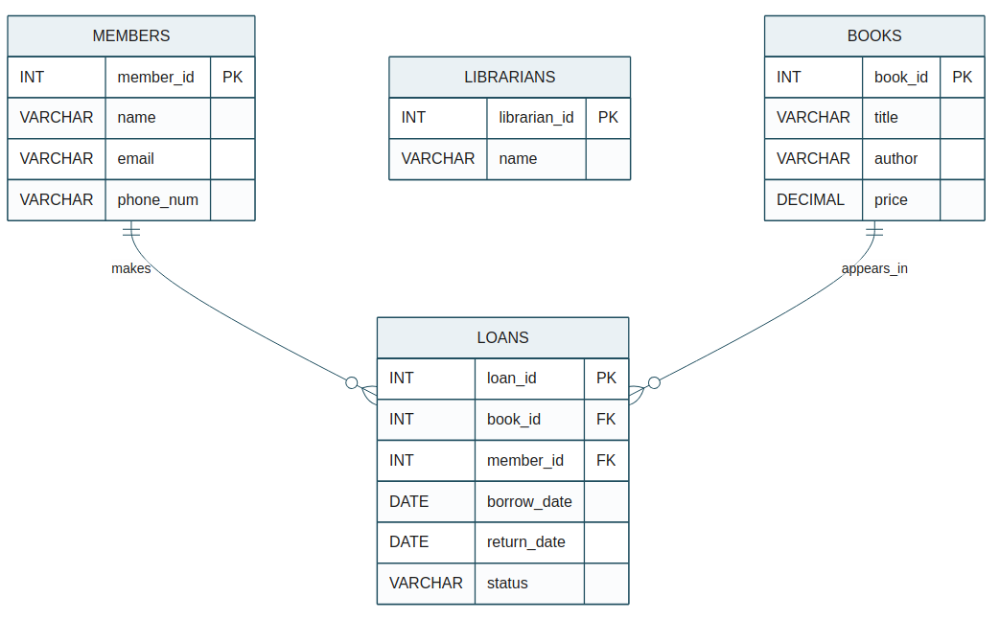 MEMBERS
INT member_id PK
VARCHAR name
VARCHAR email
VARCHAR phone_num
LIBRARIANS
INT librarian_id PK
VARCHAR name
BOOKS
INT book_id PK
VARCHAR title
VARCHAR author
DECIMAL price
makes
appears_in
LOANS
INT loan_id PK
INT book_id FK
INT member_id FK
DATE borrow_date
DATE return_date
VARCHAR status